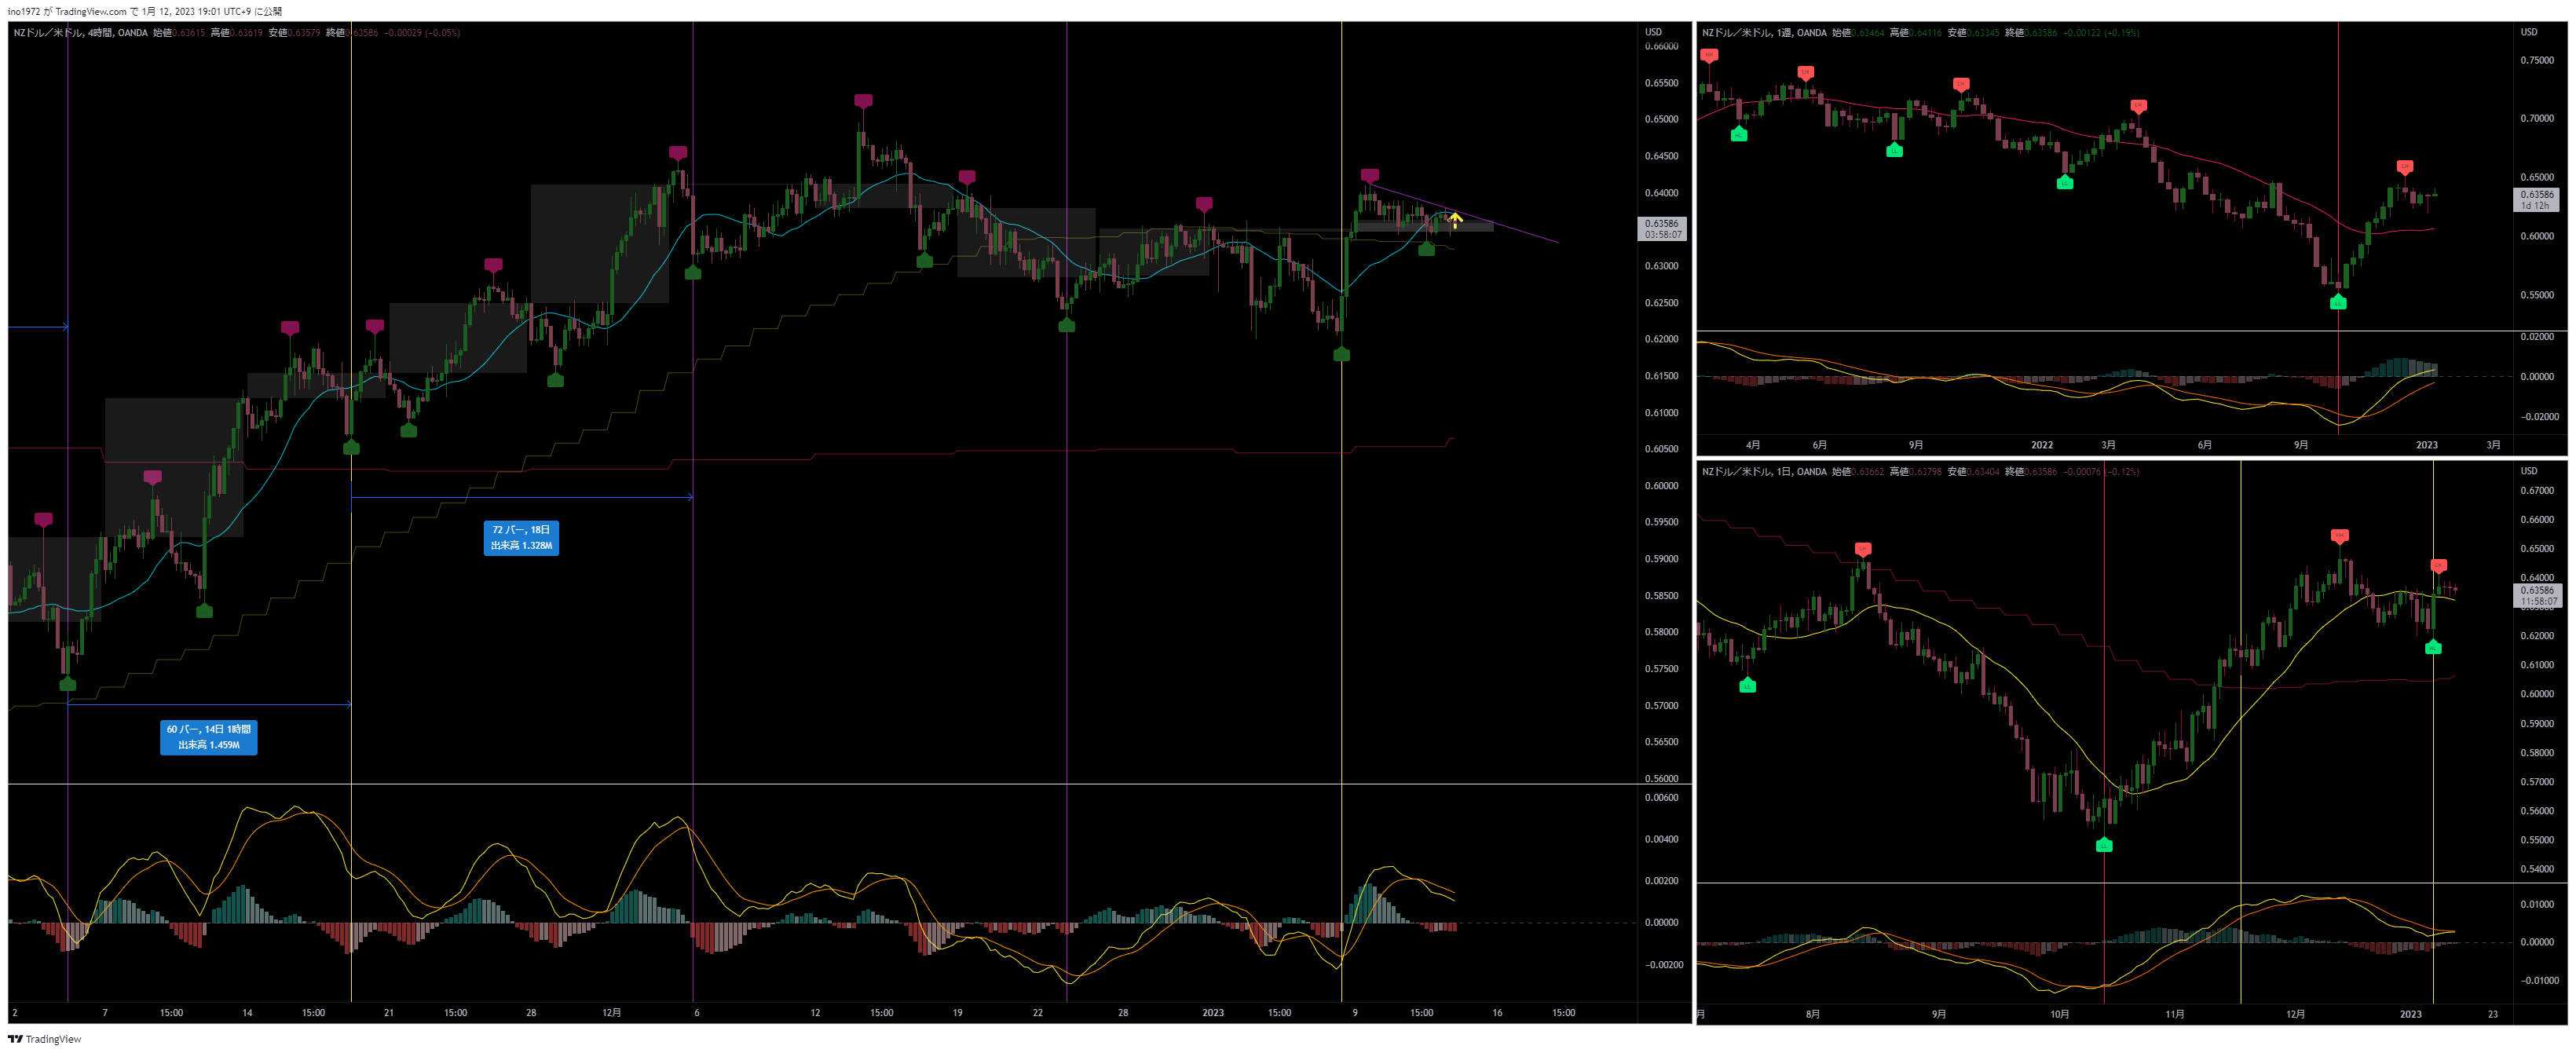 ino1972 が TradingView.com で 1月 12, 2023 19:01 UTC+9 に公開
NZドル／米ドル, 4時間, OANDA 始値0.63615 高値0.63619 安値0.63579 終値0.63586 −0.00029 (−0.05%)
USD
0.66000
0.65500
0.65000
0.64500
0.64000
0.63586
03:58:07
0.63000
0.62500
0.62000
0.61500
0.61000
0.60500
0.60000
0.59500
0.59000
0.58500
0.58000
0.57500
0.57000
0.56500
0.56000
72 バー, 18日
出来高 1.328M
60 バー, 14日 1時間
出来高 1.459M
0.00600
0.00400
0.00200
0.00000
−0.00200
2 7 15:00 14 15:00 21 15:00 28 12月 6 12 15:00 19 22 28 2023 15:00 9 15:00 16 15:00
NZドル／米ドル, 1週, OANDA 始値0.63464 高値0.64116 安値0.63345 終値0.63586 +0.00122 (+0.19%)
USD
0.75000
0.70000
0.65000
0.63586
1d 12h
0.60000
0.55000
HL
LH
LL
LH
LL
LH
LL
LH
0.02000
0.00000
−0.02000
4月 6月 9月 2022 3月 6月 9月 2023 3月
NZドル／米ドル, 1日, OANDA 始値0.63662 高値0.63798 安値0.63404 終値0.63586 −0.00076 (−0.12%)
USD
0.67000
0.66000
0.65000
0.64000
0.63586
11:58:07
0.62000
0.61000
0.60000
0.59000
0.58000
0.57000
0.56000
0.55000
0.54000
LL
LH
LL
HH
LH
HL
0.01000
0.00000
−0.01000
月 8月 9月 10月 11月 12月 2023 23
TradingView